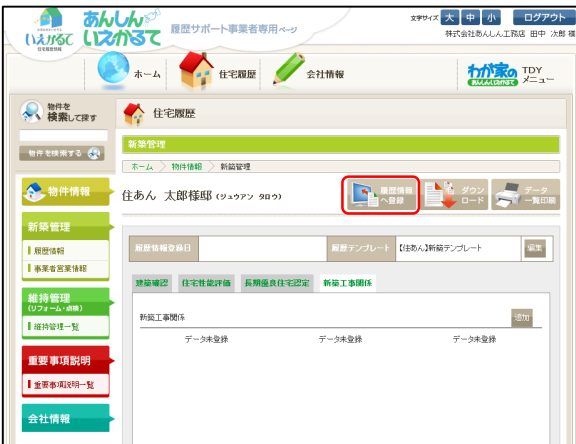 いえかるて
住宅履歴情報
あんしん
いえかるて
履歴サポート事業者専用ページ
文字サイズ 大 中 小 ログアウト
株式会社あんしん工務店 田中 次郎 様
ホーム 住宅履歴 会社情報
わが家の TDY
メニュー
物件を
検索して探す
物件を検索する
住宅履歴
新築管理
ホーム 物件情報 新築管理
物件情報
新築管理
履歴情報
事業者営業情報
維持管理
(リフォーム・点検)
維持管理一覧
重要事項説明
重要事項説明一覧
会社情報
住あん 太郎様邸 (ジュウアン タロウ)
履歴情報
へ登録
ダウン
ロード
データ
一覧印刷
履歴情報登録日 履歴テンプレート 【住あん】新築テンプレート 編集
建築確認 住宅性能評価 長期優良住宅認定 新築工事関係
新築工事関係 追加
データ未登録 データ未登録 データ未登録